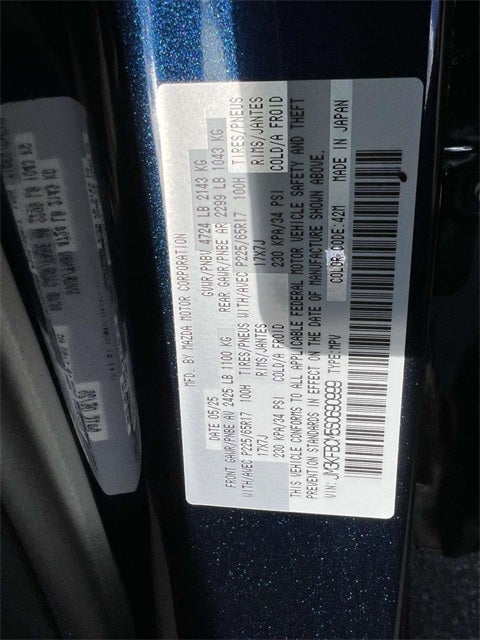 MFD. BY MAZDA MOTOR CORPORATION
DATE 05/25 GVWR/PNBV 4724 LB 2143 KG
FRONT GAWR/PNBE AV 2425 LB 1100 KG REAR GAWR/PNBE AR 2299 LB 1043 KG
WITH/AVEC P225/65R17 100H TIRES/PNEUS WITH/AVEC P225/65R17 100H TIRES/PNEUS
17X7J RIMS/JANTES 17X7J RIMS/JANTES
230 KPA/34 PSI COLD/A FROID 230 KPA/34 PSI COLD/A FROID
THIS VEHICLE CONFORMS TO ALL APPLICABLE FEDERAL MOTOR VEHICLE SAFETY AND THEFT
PREVENTION STANDARDS IN EFFECT ON THE DATE OF MANUFACTURE SHOWN ABOVE.
VIN: TYPE:MPV COLOR CODE:42M MADE IN JAPAN